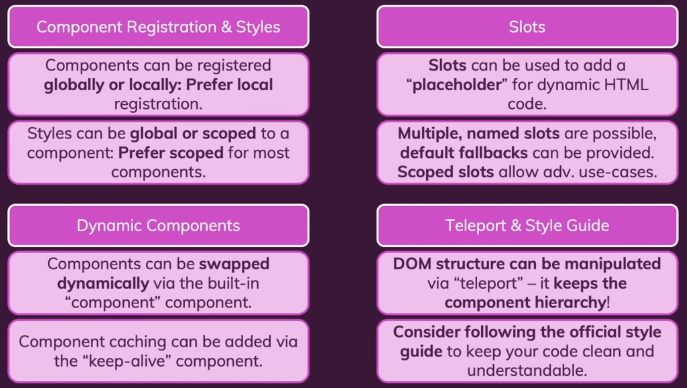 Component Registration & Styles
Components can be registered
globally or locally: Prefer local
registration.
Styles can be global or scoped to a
component: Prefer scoped for most
components.
Slots
Slots can be used to add a
“placeholder” for dynamic HTML
code.
Multiple, named slots are possible,
default fallbacks can be provided.
Scoped slots allow adv. use-cases.
Dynamic Components
Components can be swapped
dynamically via the built-in
“component” component.
Component caching can be added via
the “keep-alive” component.
Teleport & Style Guide
DOM structure can be manipulated
via “teleport” – it keeps the
component hierarchy!
Consider following the official style
guide to keep your code clean and
understandable.